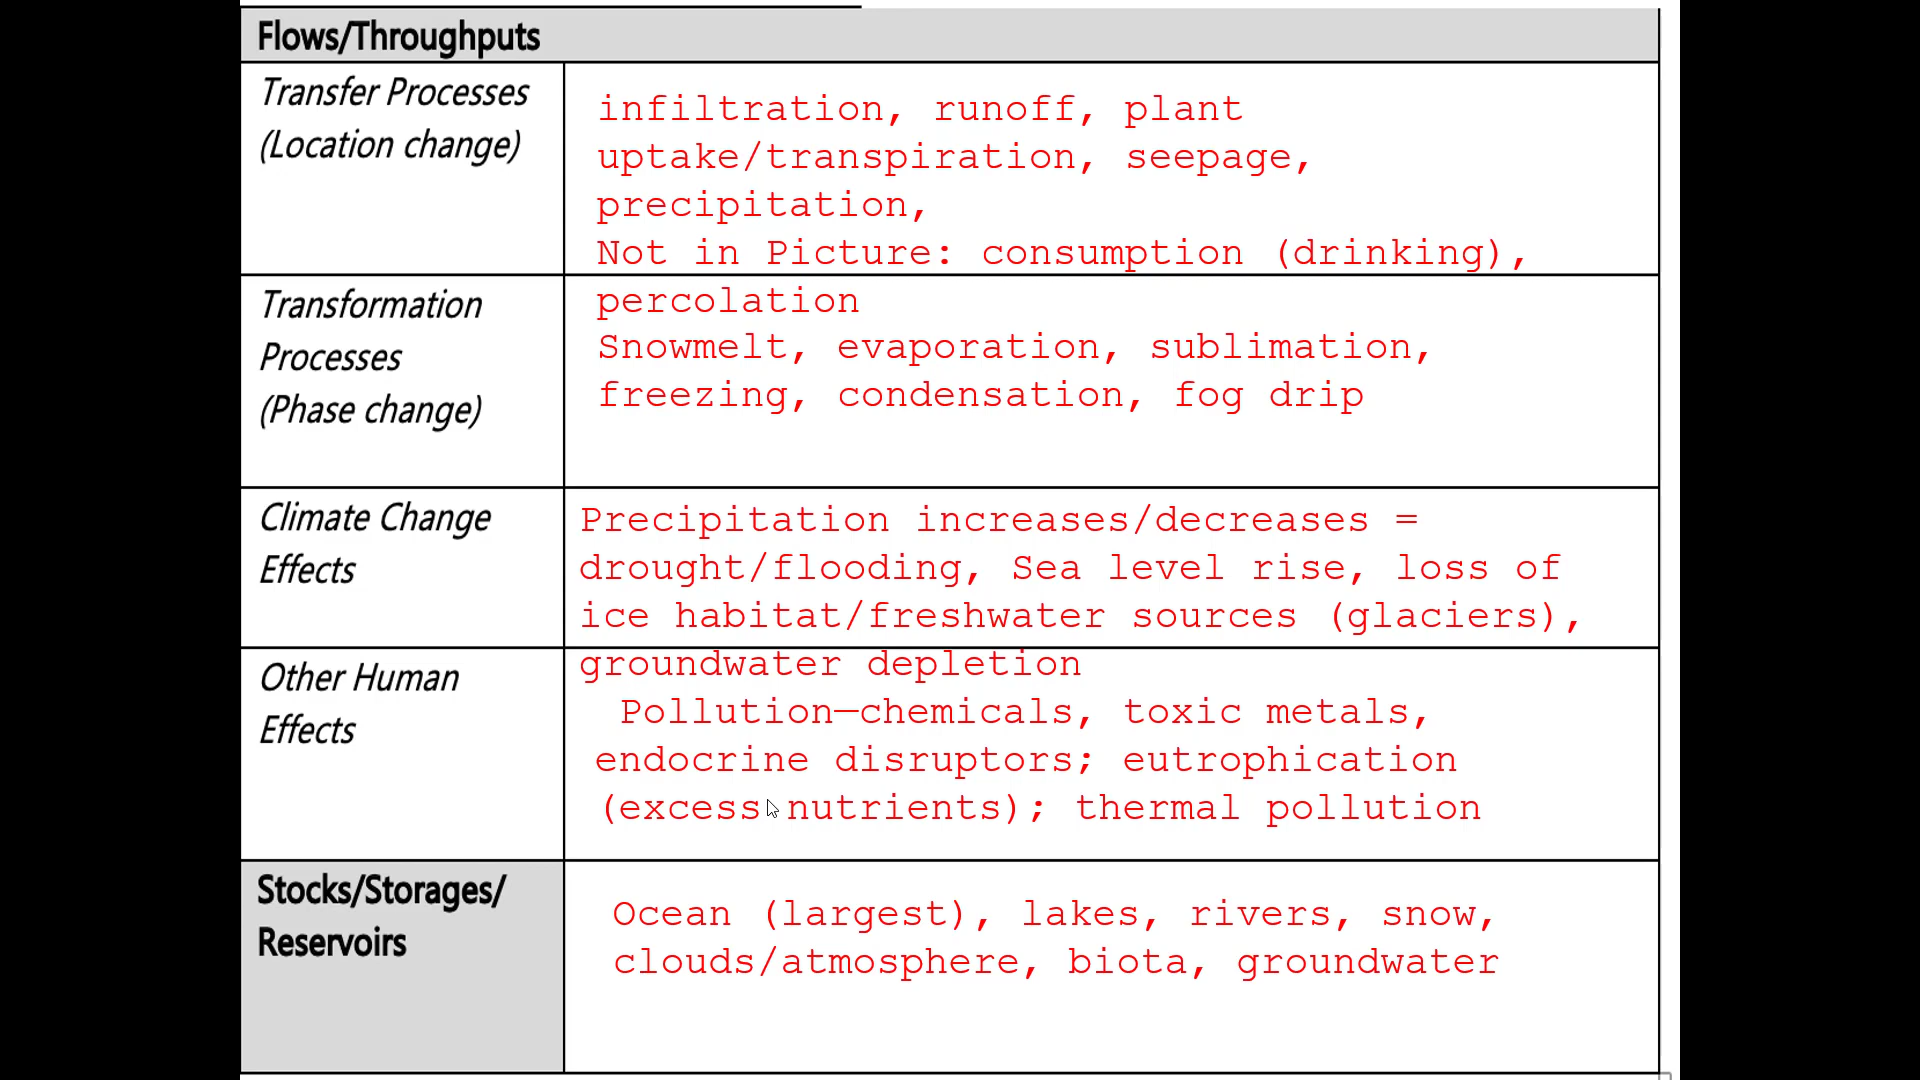 Flows/Throughputs
Transfer Processes
(Location change)
infiltration, runoff, plant
uptake/transpiration, seepage,
precipitation,
Not in Picture: consumption (drinking),
percolation
Transformation
Processes
(Phase change)
Snowmelt, evaporation, sublimation,
freezing, condensation, fog drip
Climate Change
Effects
Precipitation increases/decreases =
drought/flooding, Sea level rise, loss of
ice habitat/freshwater sources (glaciers),
groundwater depletion
Other Human
Effects
Pollution—chemicals, toxic metals,
endocrine disruptors; eutrophication
(excess nutrients); thermal pollution
Stocks/Storages/
Reservoirs
Ocean (largest), lakes, rivers, snow,
clouds/atmosphere, biota, groundwater